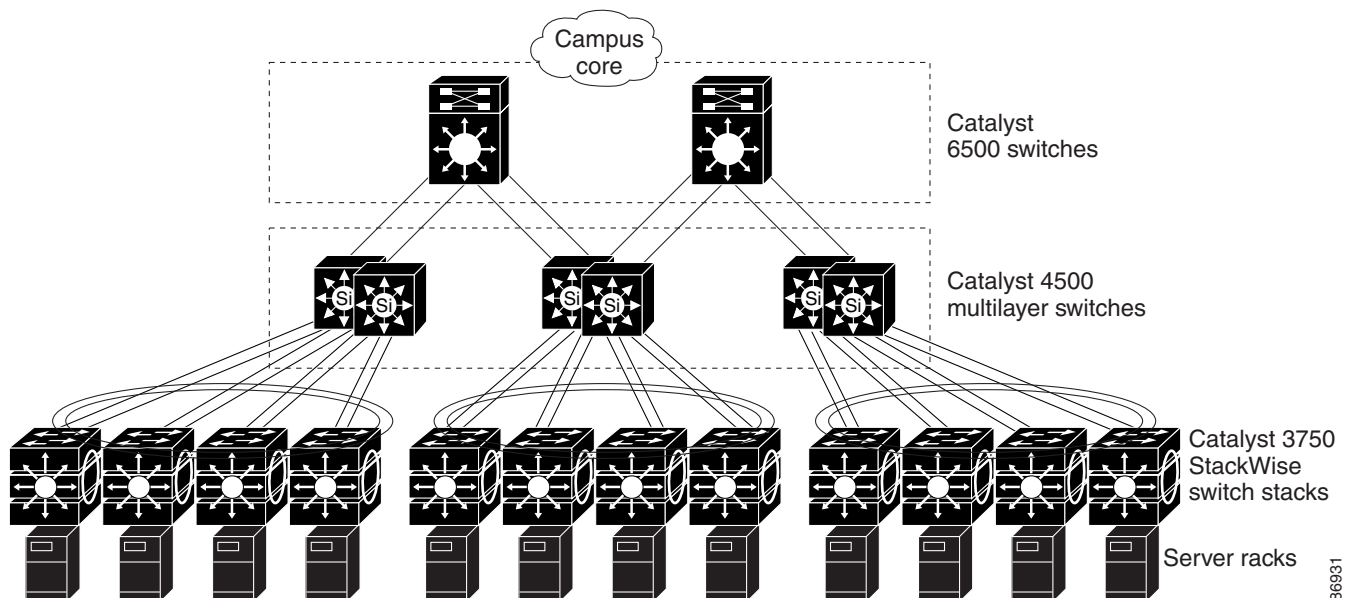 Campus
core
Catalyst
6500 switches
Si
Si
Si
Si
Si
Si
Catalyst 4500
multilayer switches
Catalyst 3750
StackWise
switch stacks
Server racks
86931